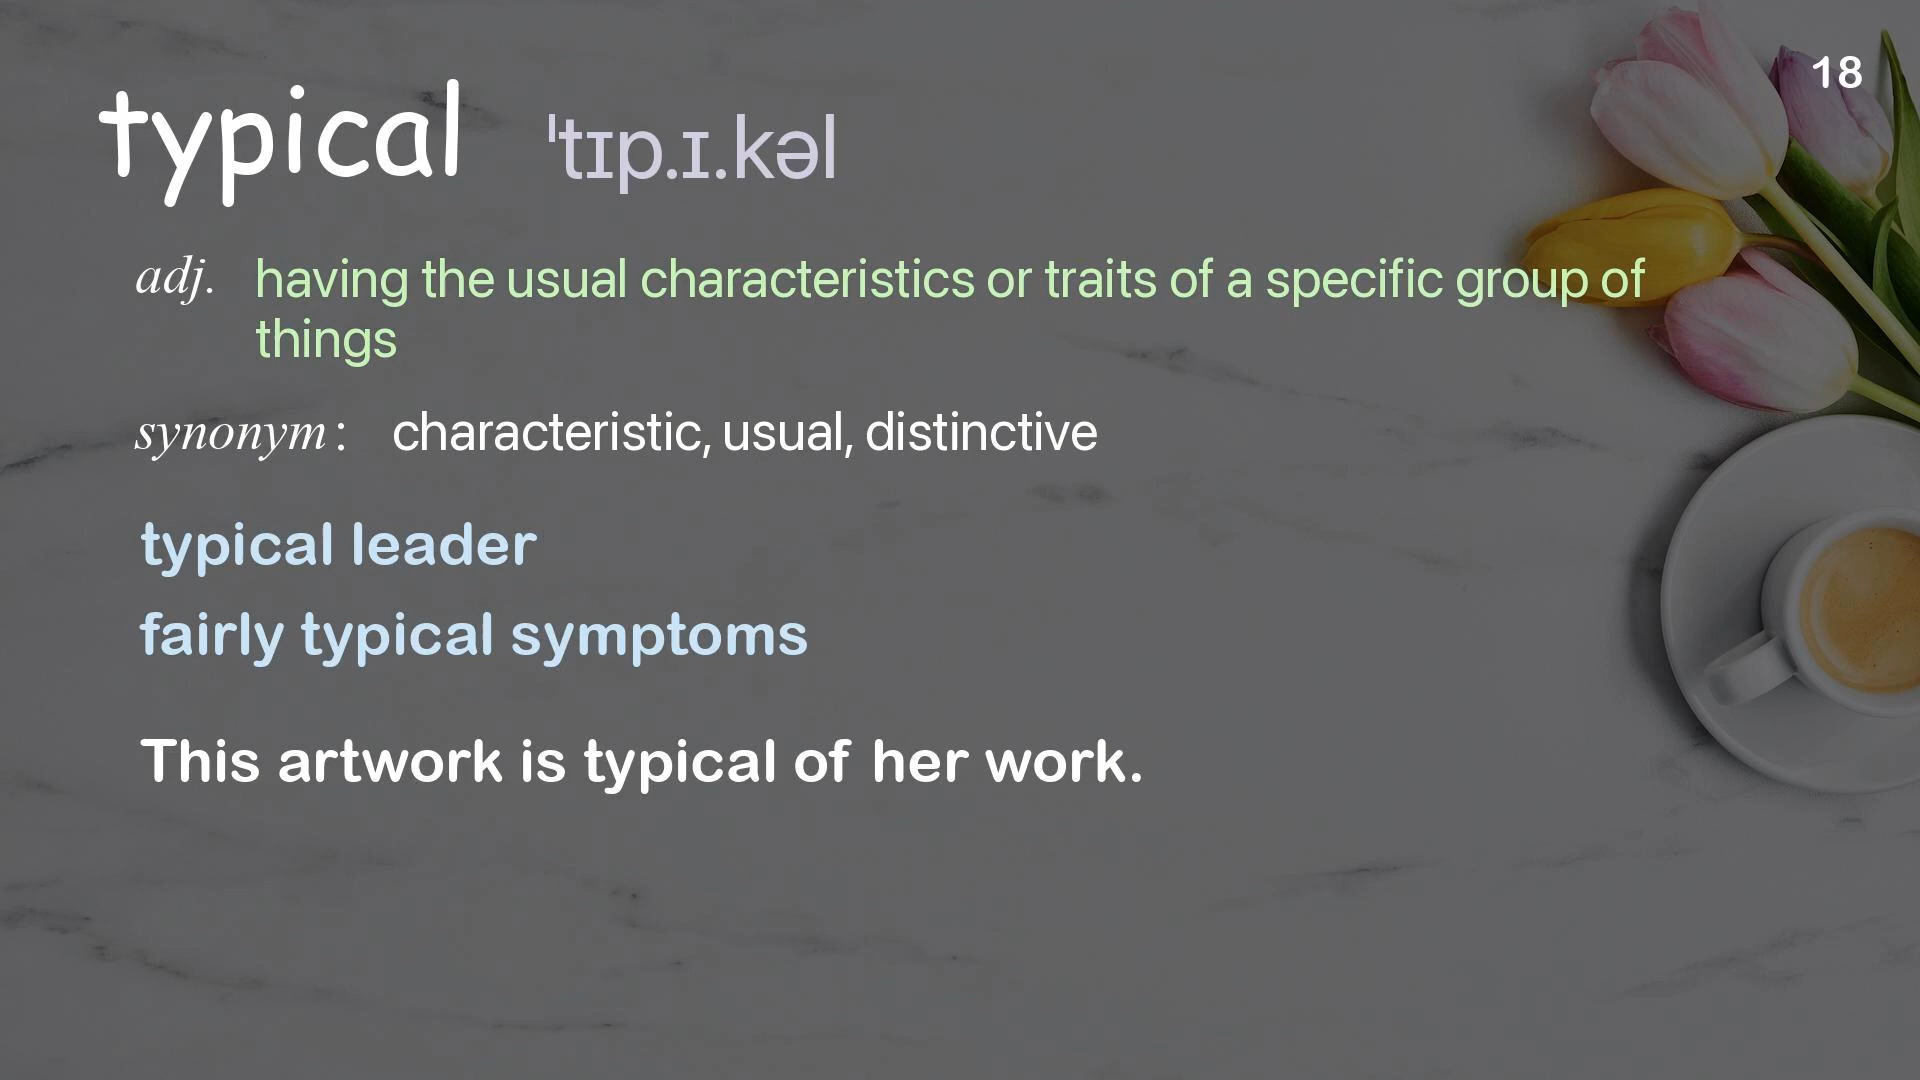 18
typical ˈtɪp.ɪ.kəl
adj. having the usual characteristics or traits of a specific group of
things
synonym: characteristic, usual, distinctive
typical leader
fairly typical symptoms
This artwork is typical of her work.